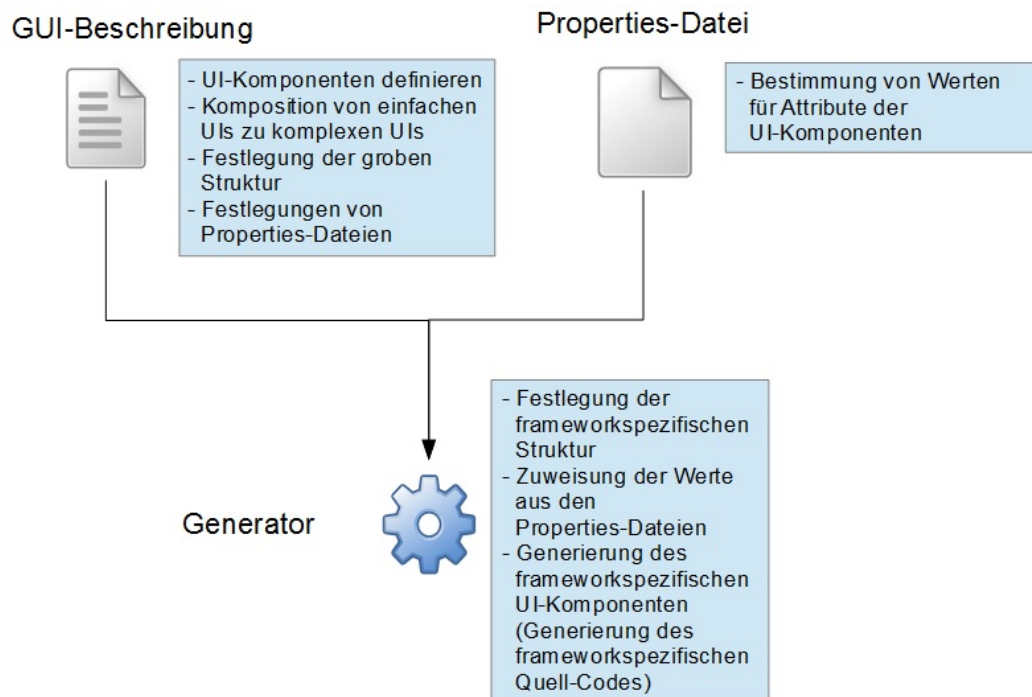 GUI-Beschreibung
- UI-Komponenten definieren
- Komposition von einfachen
UIs zu komplexen UIs
- Festlegung der groben
Struktur
- Festlegungen von
Properties-Dateien
Properties-Datei
- Bestimmung von Werten
für Attribute der
UI-Komponenten
Generator
- Festlegung der
frameworkspezifischen
Struktur
- Zuweisung der Werte
aus den
Properties-Dateien
- Generierung des
frameworkspezifischen
UI-Komponenten
(Generierung des
frameworkspezifischen
Quell-Codes)